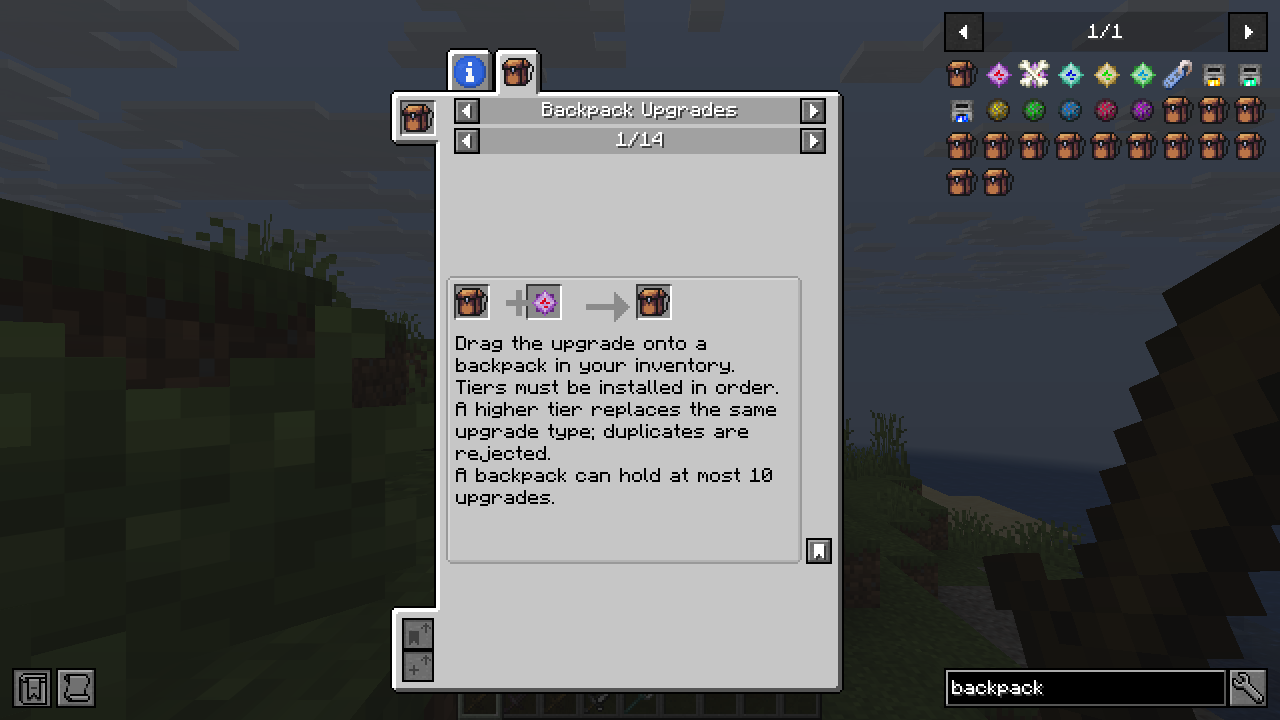 1/1
Backpack Upgrades
1/14
Drag the upgrade onto a
backpack in your inventory.
Tiers must be installed in order.
A higher tier replaces the same
upgrade type; duplicates are
rejected.
A backpack can hold at most 10
upgrades.
backpack